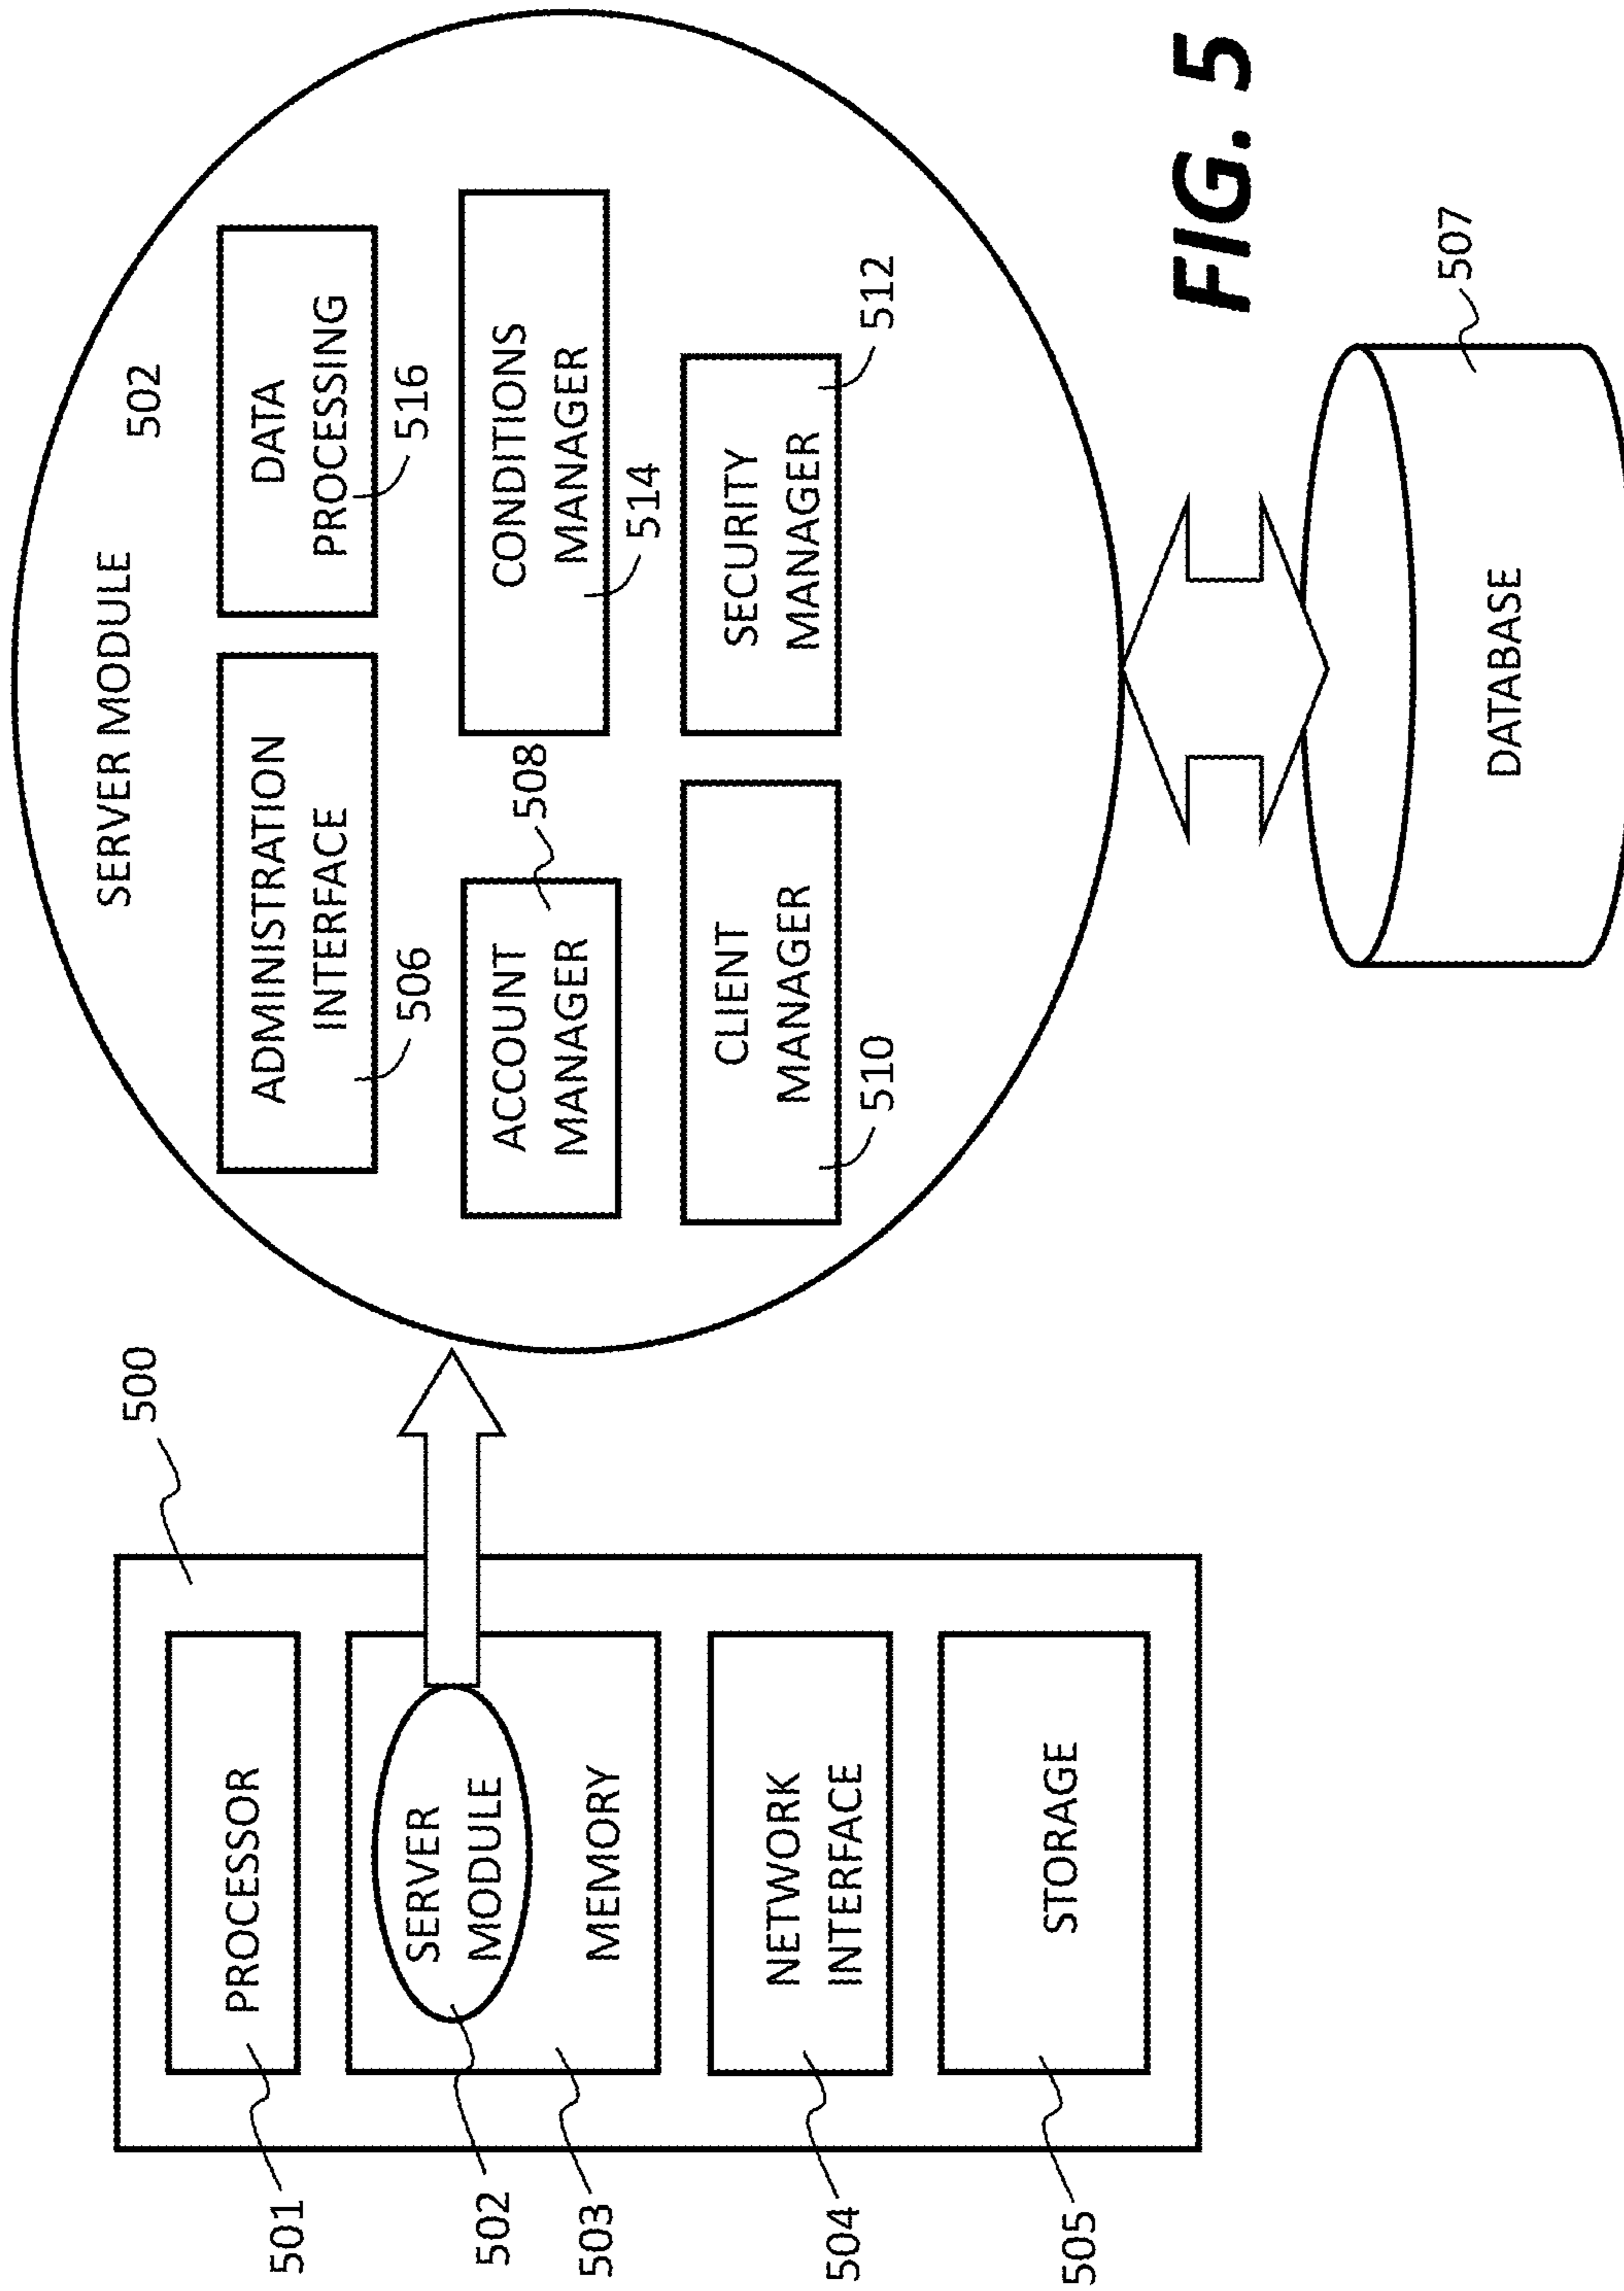 500
501
PROCESSOR
502
SERVER
MODULE
503
MEMORY
504
NETWORK
INTERFACE
505
STORAGE
SERVER MODULE
502
ADMINISTRATION
INTERFACE
506
DATA
PROCESSING
516
ACCOUNT
MANAGER
508
CONDITIONS
MANAGER
514
CLIENT
MANAGER
510
SECURITY
MANAGER
512
DATABASE
507
FIG. 5